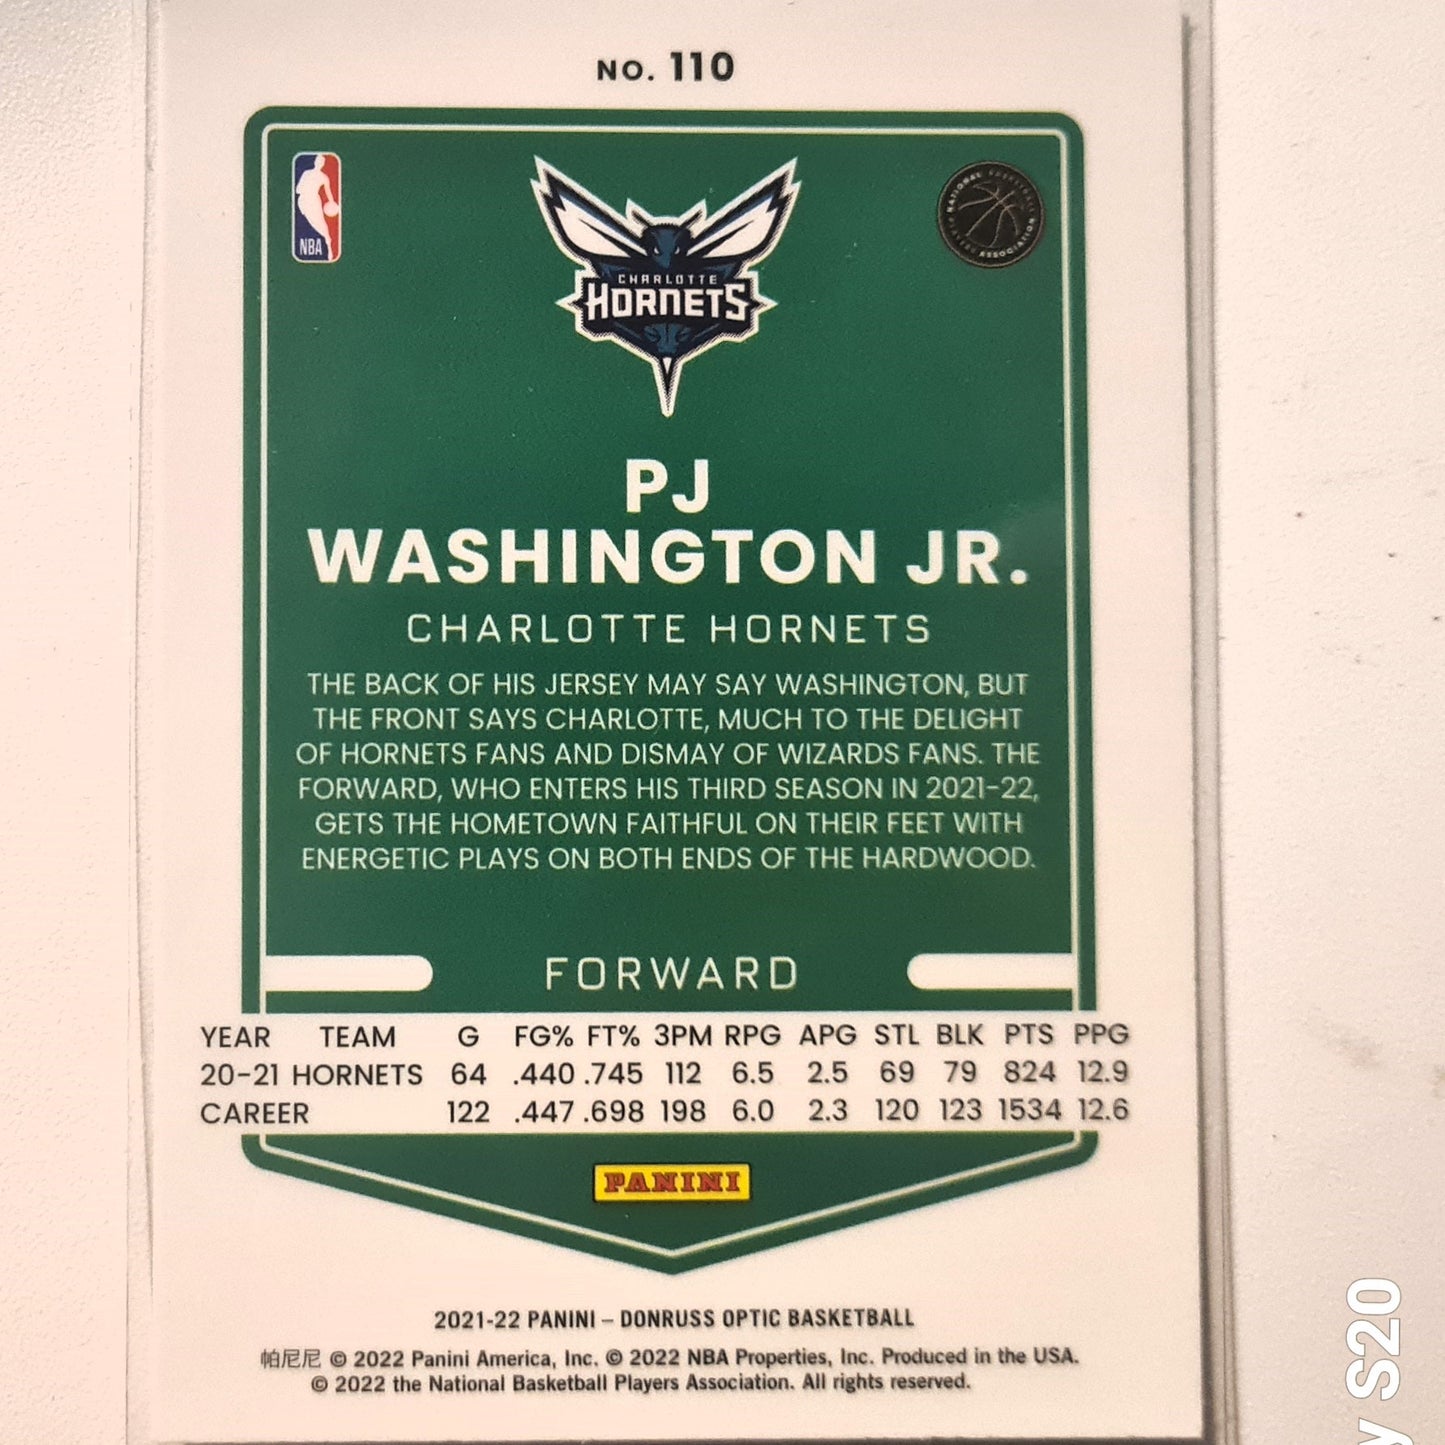 NO. 110
NBA
CHARLOTTE
HORNETS
NATIONAL BASKETBALL PLAYERS ASSOCIATION
PJ
WASHINGTON JR.
CHARLOTTE HORNETS
THE BACK OF HIS JERSEY MAY SAY WASHINGTON, BUT
THE FRONT SAYS CHARLOTTE, MUCH TO THE DELIGHT
OF HORNETS FANS AND DISMAY OF WIZARDS FANS. THE
FORWARD, WHO ENTERS HIS THIRD SEASON IN 2021-22,
GETS THE HOMETOWN FAITHFUL ON THEIR FEET WITH
ENERGETIC PLAYS ON BOTH ENDS OF THE HARDWOOD.
FORWARD
YEAR TEAM G FG% FT% 3PM RPG APG STL BLK PTS PPG
20-21 HORNETS 64 .440 .745 112 6.5 2.5 69 79 824 12.9
CAREER 122 .447 .698 198 6.0 2.3 120 123 1534 12.6
PANINI
2021-22 PANINI – DONRUSS OPTIC BASKETBALL
帕尼尼 © 2022 Panini America, Inc. © 2022 NBA Properties, Inc. Produced in the USA.
© 2022 the National Basketball Players Association. All rights reserved.
y S20